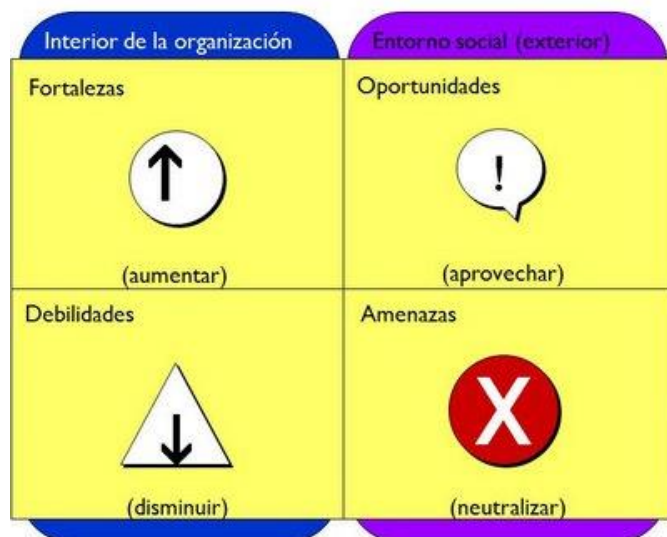 Interior de la organización
Entorno social (exterior)
Fortalezas
Oportunidades
!
(aumentar)
(aprovechar)
Debilidades
Amenazas
X
(disminuir)
(neutralizar)